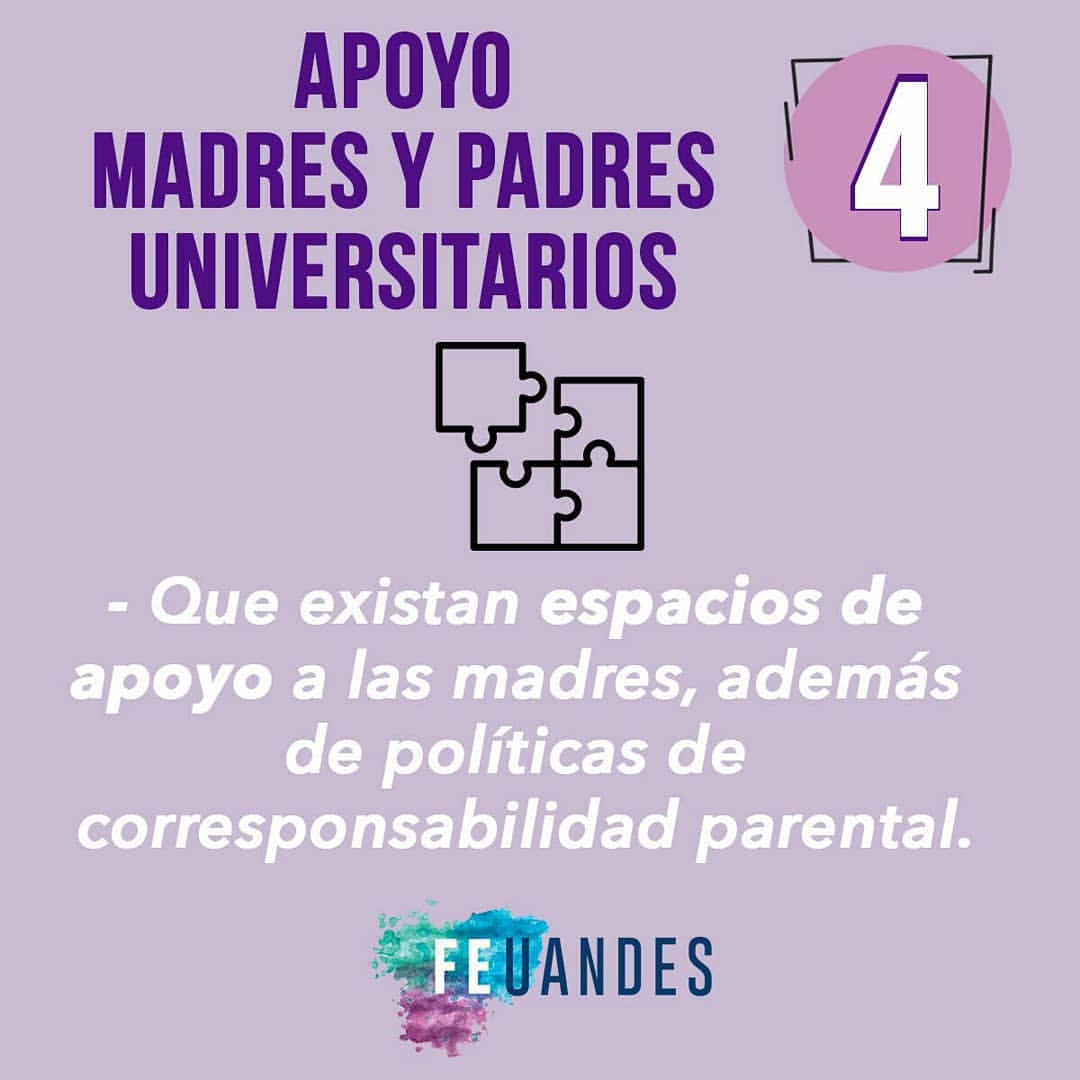 APOYO
MADRES Y PADRES
UNIVERSITARIOS
4
- Que existan espacios de
apoyo a las madres, además
de políticas de
corresponsabilidad parental.
FEUANDES